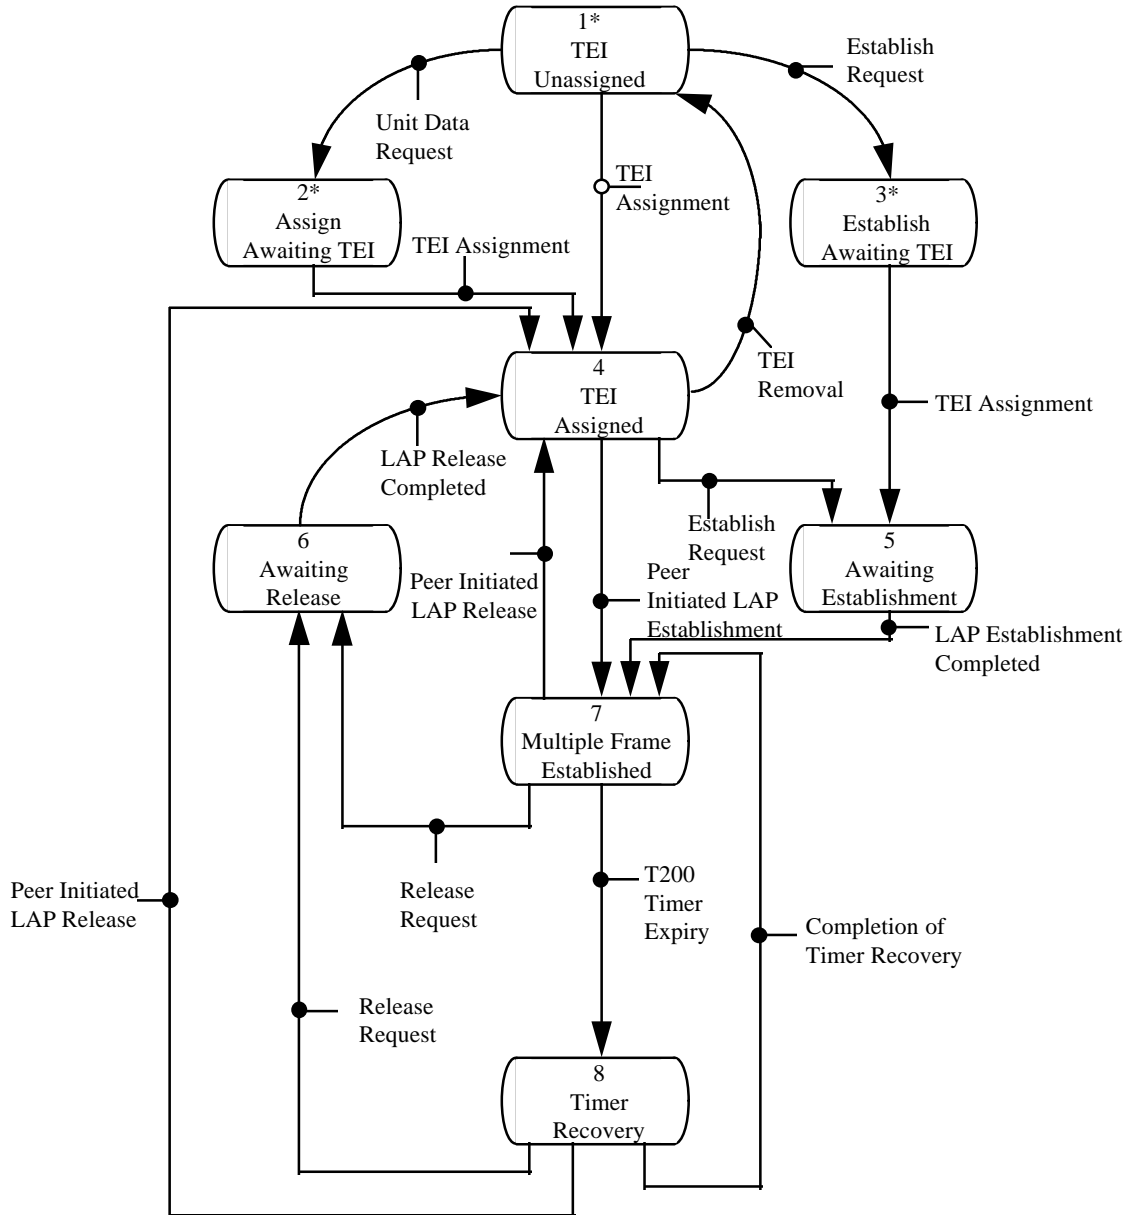 1*
TEI
Unassigned
Establish
Request
Unit Data
Request
TEI
Assignment
2*
Assign
Awaiting TEI
3*
Establish
Awaiting TEI
TEI Assignment
4
TEI
Assigned
TEI
Removal
TEI Assignment
LAP Release
Completed
Establish
Request
6
Awaiting
Release
Peer Initiated
LAP Release
Peer
Initiated LAP
Establishment
5
Awaiting
Establishment
LAP Establishment
Completed
7
Multiple Frame
Established
Release
Request
T200
Timer
Expiry
Peer Initiated
LAP Release
Completion of
Timer Recovery
Release
Request
8
Timer
Recovery